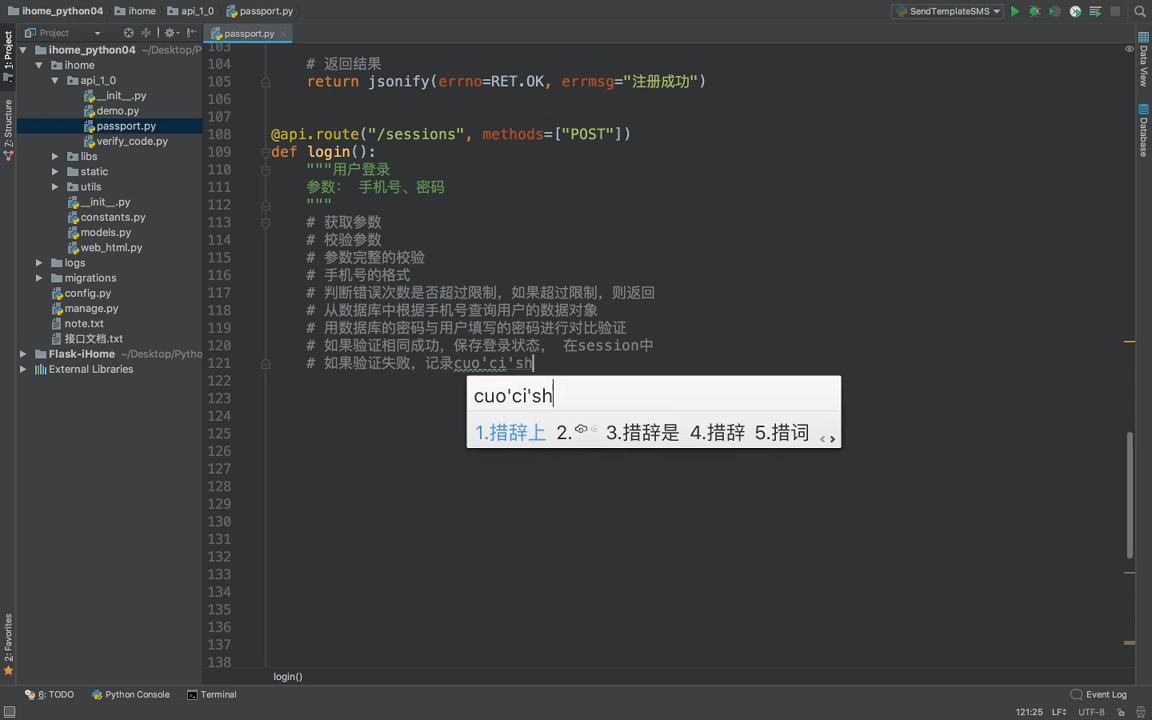 ihome_python04 ihome api_1_0 passport.py SendTemplateSMS
Project passport.py
ihome_python04 ~/Desktop/P
ihome
api_1_0
__init__.py
demo.py
passport.py
verify_code.py
libs
static
utils
__init__.py
constants.py
models.py
web_html.py
logs
migrations
config.py
manage.py
note.txt
接口文档.txt
Flask-iHome ~/Desktop/Pytho
External Libraries
1: Project
7: Structure
2: Favorites
103
104 # 返回结果
105 return jsonify(errno=RET.OK, errmsg="注册成功")
106
107
108 @api.route("/sessions", methods=["POST"])
109 def login():
110 """用户登录
111 参数： 手机号、密码
112 """
113 # 获取参数
114 # 校验参数
115 # 参数完整的校验
116 # 手机号的格式
117 # 判断错误次数是否超过限制，如果超过限制，则返回
118 # 从数据库中根据手机号查询用户的数据对象
119 # 用数据库的密码与用户填写的密码进行对比验证
120 # 如果验证相同成功，保存登录状态， 在session中
121 # 如果验证失败，记录cuo'ci'sh
122
123
124
125
126
127
128
129
130
131
132
133
134
135
136
137
138
cuo'ci'sh
1.措辞上 2. 3.措辞是 4.措辞 5.措词
Data View
Database
login()
6: TODO Python Console Terminal Event Log
121:25 LF UTF-8